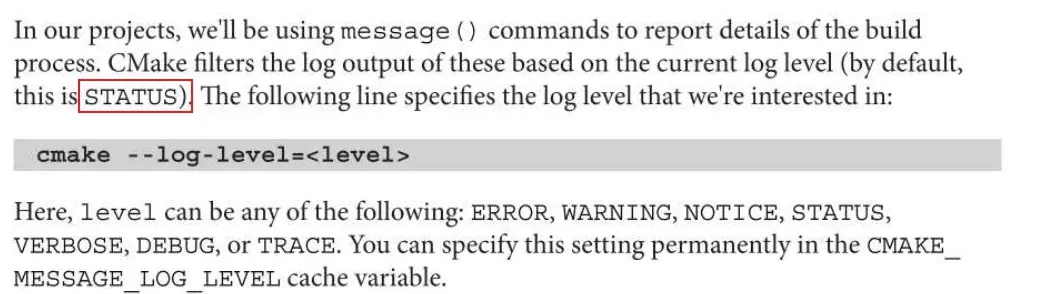 In our projects, we'll be using message() commands to report details of the build
process. CMake filters the log output of these based on the current log level (by default,
this is STATUS). The following line specifies the log level that we're interested in:
cmake --log-level=<level>
Here, level can be any of the following: ERROR, WARNING, NOTICE, STATUS,
VERBOSE, DEBUG, or TRACE. You can specify this setting permanently in the CMAKE_
MESSAGE_LOG_LEVEL cache variable.